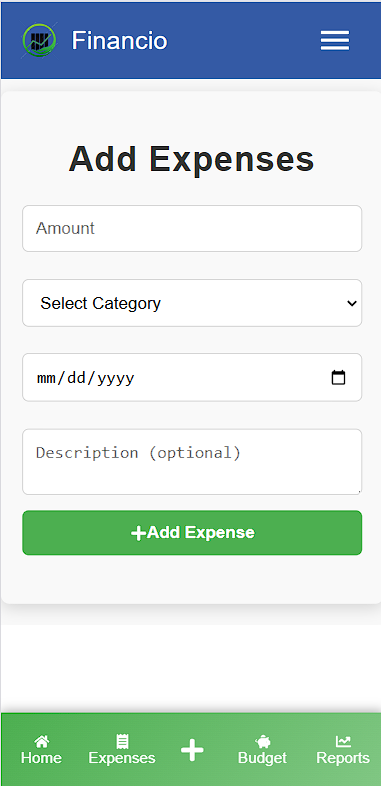 Financio
Add Expenses
Amount
Select Category
mm/dd/yyyy
Description (optional)
+Add Expense
Home Expenses Budget Reports